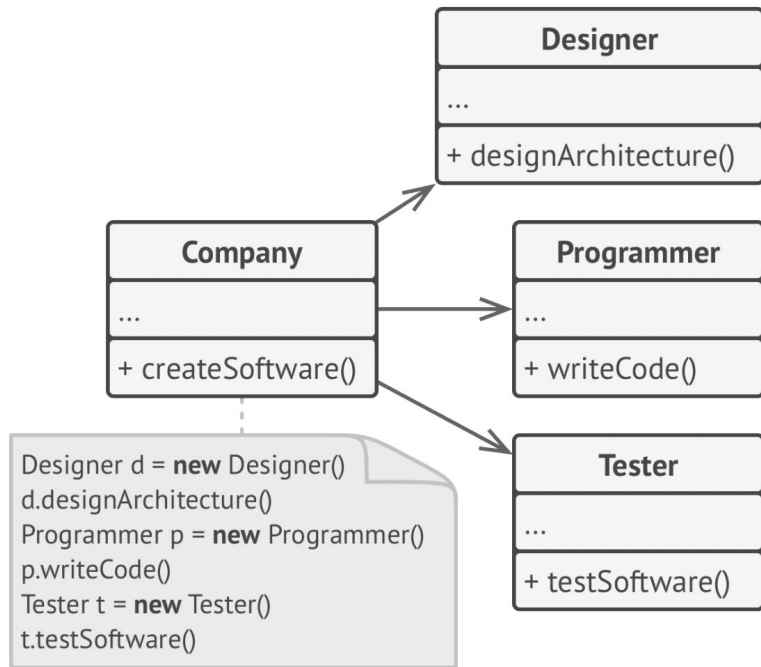 Designer
...
+ designArchitecture()
Company
...
+ createSoftware()
Programmer
...
+ writeCode()
Tester
...
+ testSoftware()
Designer d = new Designer()
d.designArchitecture()
Programmer p = new Programmer()
p.writeCode()
Tester t = new Tester()
t.testSoftware()